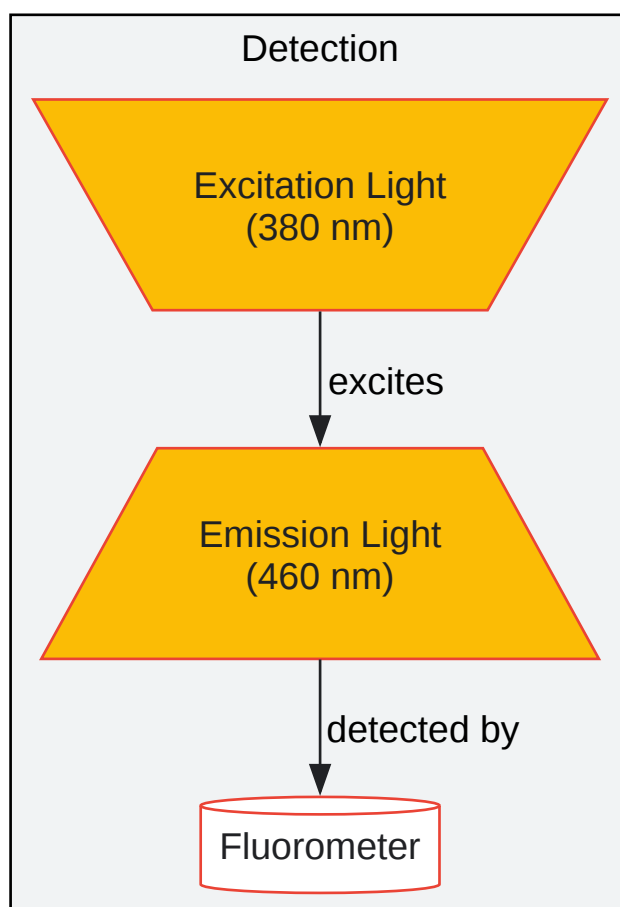 Detection
Excitation Light
(380 nm)
excites
Emission Light
(460 nm)
detected by
Fluorometer